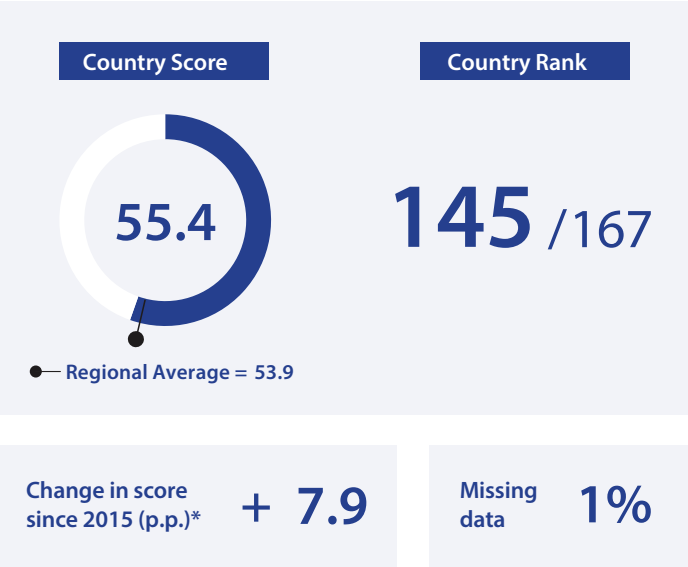 Country Score
Country Rank
55.4
145 /167
Regional Average = 53.9
Change in score
since 2015 (p.p.)*
+ 7.9
Missing
data
1%